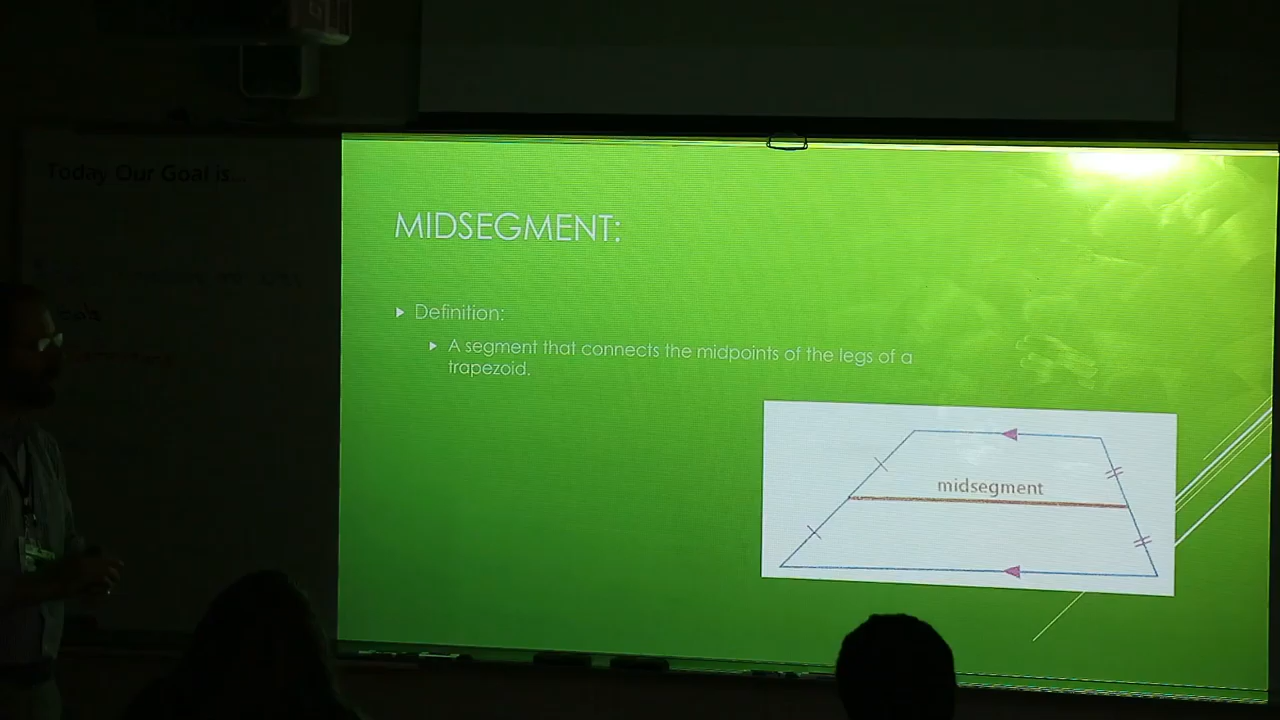 Today Our Goal is...
MIDSEGMENT:
Definition:
A segment that connects the midpoints of the legs of a
trapezoid.
midsegment